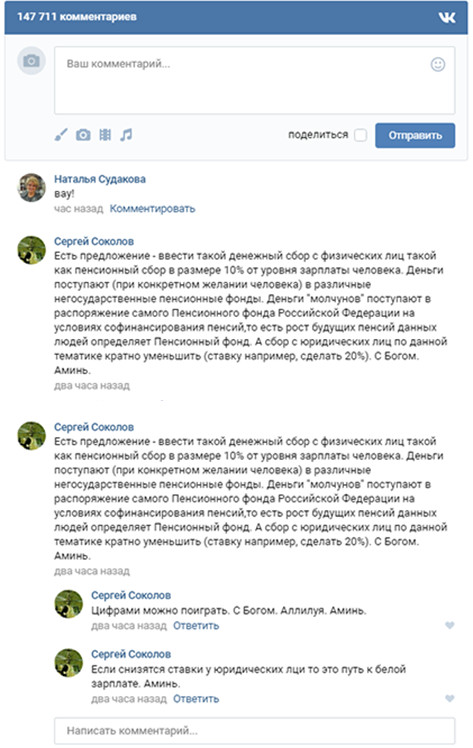 147 711 комментариев
Ваш комментарий...
поделиться Отправить
Наталья Судакова
вау!
час назад Комментировать
Сергей Соколов
Есть предложение - ввести такой денежный сбор с физических лиц такой
как пенсионный сбор в размере 10% от уровня зарплаты человека. Деньги
поступают (при конкретном желании человека) в различные
негосударственные пенсионные фонды. Деньги "молчунов" поступают в
распоряжение самого Пенсионного фонда Российской Федерации на
условиях софинансирования пенсий,то есть рост будущих пенсий данных
людей определяет Пенсионный фонд. А сбор с юридических лиц по данной
тематике кратно уменьшить (ставку например, сделать 20%). С Богом.
Аминь.
два часа назад
Сергей Соколов
Есть предложение - ввести такой денежный сбор с физических лиц такой
как пенсионный сбор в размере 10% от уровня зарплаты человека. Деньги
поступают (при конкретном желании человека) в различные
негосударственные пенсионные фонды. Деньги "молчунов" поступают в
распоряжение самого Пенсионного фонда Российской Федерации на
условиях софинансирования пенсий,то есть рост будущих пенсий данных
людей определяет Пенсионный фонд. А сбор с юридических лиц по данной
тематике кратно уменьшить (ставку например, сделать 20%). С Богом.
Аминь.
два часа назад
Сергей Соколов
Цифрами можно поиграть. С Богом. Аллилуя. Аминь.
два часа назад Ответить
Сергей Соколов
Если снизятся ставки у юридических лци то это путь к белой
зарплате. Аминь.
два часа назад Ответить
Написать комментарий...